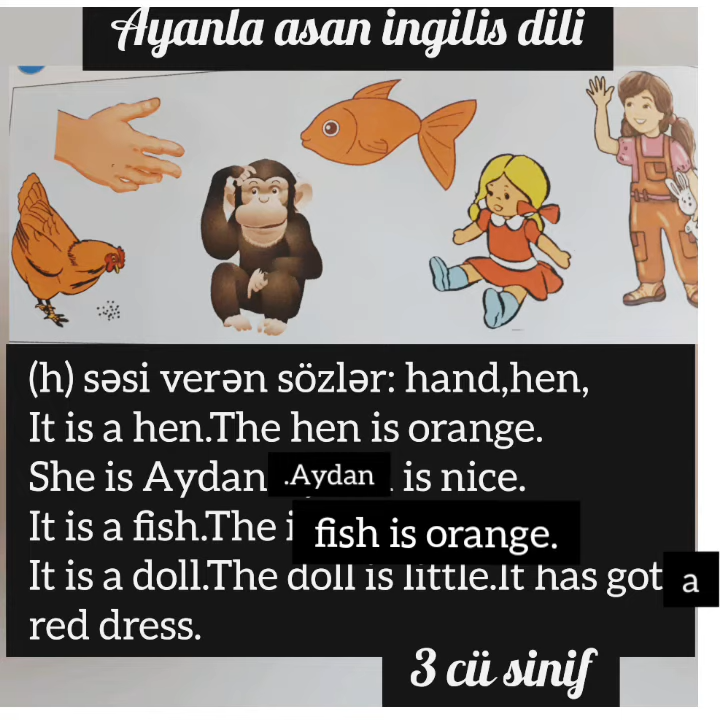 Ayanla asan ingilis dili
(h) səsi verən sözlər: hand,hen,
It is a hen.The hen is orange.
She is Aydan .Aydan is nice.
It is a fish.The fish is orange.
It is a doll.The doll is little.It has got a
red dress.
3 cü sinif